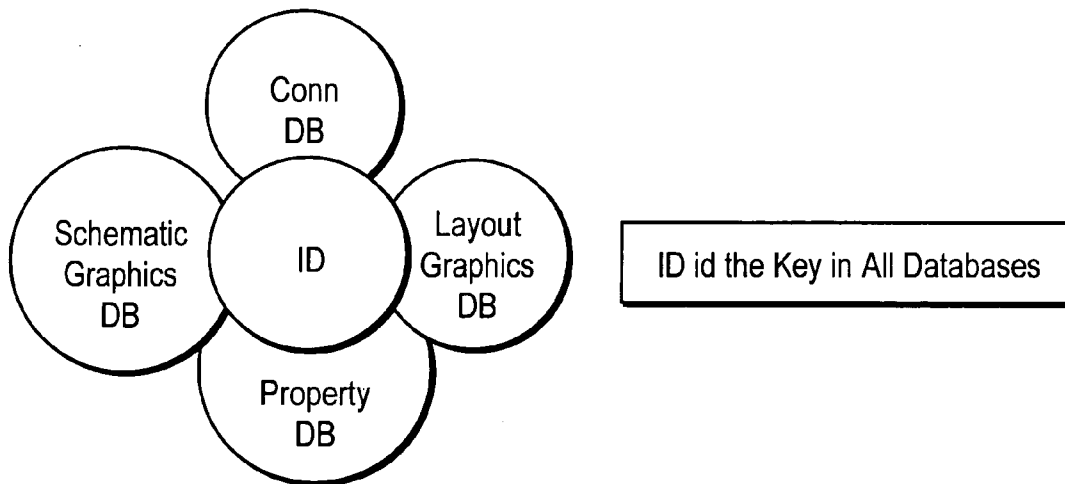 Conn
DB
Schematic
Graphics
DB
ID
Layout
Graphics
DB
Property
DB
ID id the Key in All Databases